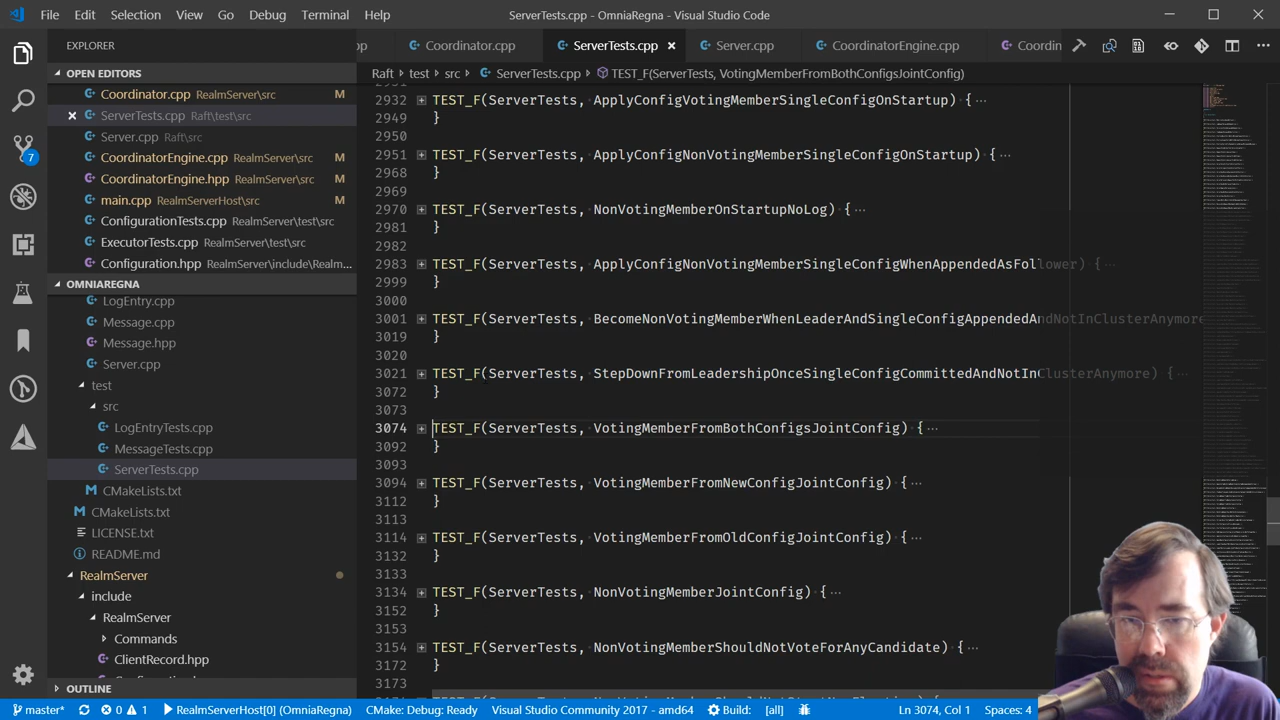 File Edit Selection View Go Debug Terminal Help ServerTests.cpp - OmniaRegna - Visual Studio Code
EXPLORER
OPEN EDITORS
Coordinator.cpp RealmServer\src M
ServerTests.cpp Raft\test\src
Server.cpp Raft\src
CoordinatorEngine.cpp RealmServer\src M
CoordinatorEngine.hpp RealmServer\src M
main.cpp RealmServerHost\src M
ConfigurationTests.cpp RealmServer\test\src
ExecutorTests.cpp RealmServer\test\src
Configuration.hpp RealmServer\include\Realm...
OMNIAREGNA
LogEntry.cpp
Message.cpp
Message.hpp
Server.cpp
test
src
LogEntryTests.cpp
MessageTests.cpp
ServerTests.cpp
CMakeLists.txt
CMakeLists.txt
LICENSE.txt
README.md
RealmServer
include
RealmServer
Commands
ClientRecord.hpp
OUTLINE
7
pp Coordinator.cpp ServerTests.cpp Server.cpp CoordinatorEngine.cpp Coordin
Raft › test › src › ServerTests.cpp › TEST_F(ServerTests, VotingMemberFromBothConfigsJointConfig)
2931
2932 TEST_F(ServerTests, ApplyConfigVotingMemberSingleConfigOnStartup) {…
2949 }
2950
2951 TEST_F(ServerTests, ApplyConfigNonVotingMemberSingleConfigOnStartup) {…
2968 }
2969
2970 TEST_F(ServerTests, NonVotingMemberOnStartupNoLog) {…
2981 }
2982
2983 TEST_F(ServerTests, ApplyConfigNonVotingMemberSingleConfigWhenAppendedAsFollower) {…
2999 }
3000
3001 TEST_F(ServerTests, BecomeNonVotingMemberWhenLeaderAndSingleConfigAppendedAndNotInClusterAnymore
3019 }
3020
3021 TEST_F(ServerTests, StepDownFromLeadershipOnceSingleConfigCommittedAndNotInClusterAnymore) {…
3072 }
3073
3074 TEST_F(ServerTests, VotingMemberFromBothConfigsJointConfig) {…
3092 }
3093
3094 TEST_F(ServerTests, VotingMemberFromNewConfigJointConfig) {…
3112 }
3113
3114 TEST_F(ServerTests, VotingMemberFromOldConfigJointConfig) {…
3132 }
3133
3134 TEST_F(ServerTests, NonVotingMemberJointConfig) {…
3152 }
3153
3154 TEST_F(ServerTests, NonVotingMemberShouldNotVoteForAnyCandidate) {…
3172 }
3173
master* 0 1 RealmServerHost[0] (OmniaRegna) CMake: Debug: Ready Visual Studio Community 2017 - amd64 Build: [all] Ln 3074, Col 1 Spaces: 4